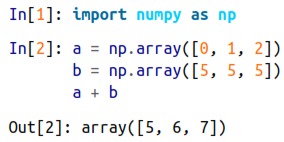 In[1]: import numpy as np
In[2]: a = np.array([0, 1, 2])
b = np.array([5, 5, 5])
a + b
Out[2]: array([5, 6, 7])